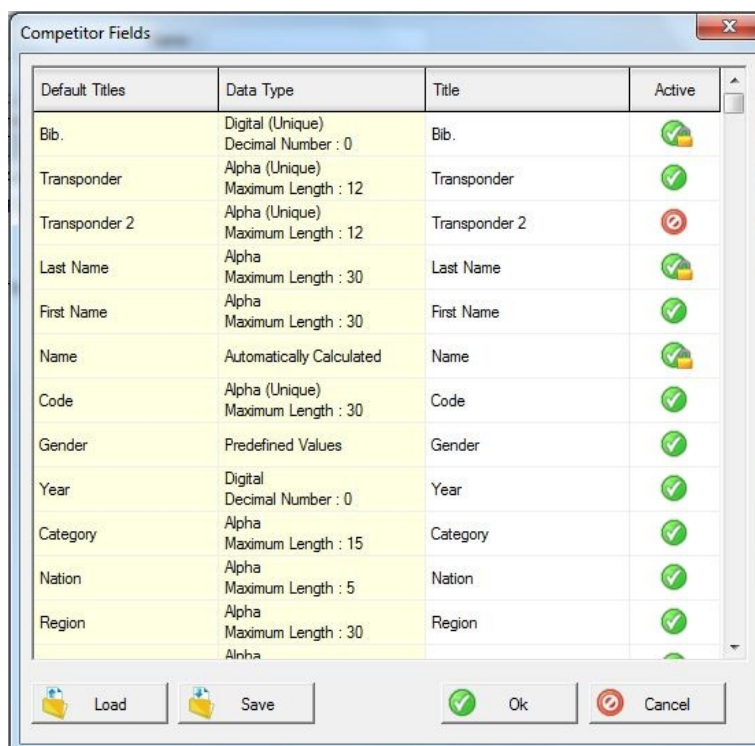 Competitor Fields
Default Titles Data Type Title Active
Bib. Digital (Unique) Bib.
Decimal Number : 0
Transponder Alpha (Unique) Transponder
Maximum Length : 12
Transponder 2 Alpha (Unique) Transponder 2
Maximum Length : 12
Last Name Alpha Last Name
Maximum Length : 30
First Name Alpha First Name
Maximum Length : 30
Name Automatically Calculated Name
Code Alpha (Unique) Code
Maximum Length : 30
Gender Predefined Values Gender
Year Digital Year
Decimal Number : 0
Category Alpha Category
Maximum Length : 15
Nation Alpha Nation
Maximum Length : 5
Region Alpha Region
Maximum Length : 30
Alpha
Load Save Ok Cancel